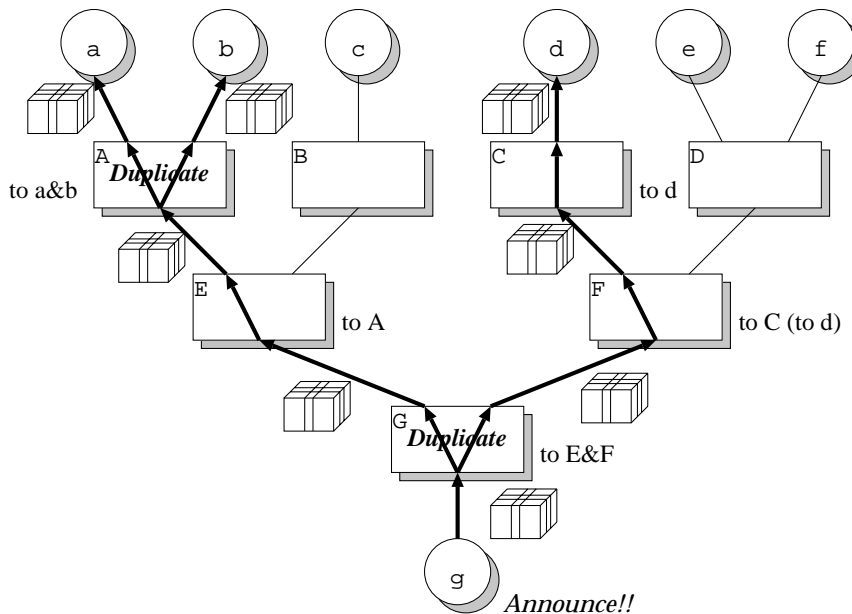 a
b
c
d
e
f
A
Duplicate
to a&b
B
C
to d
D
E
to A
F
to C (to d)
G
Duplicate
to E&F
g
Announce!!